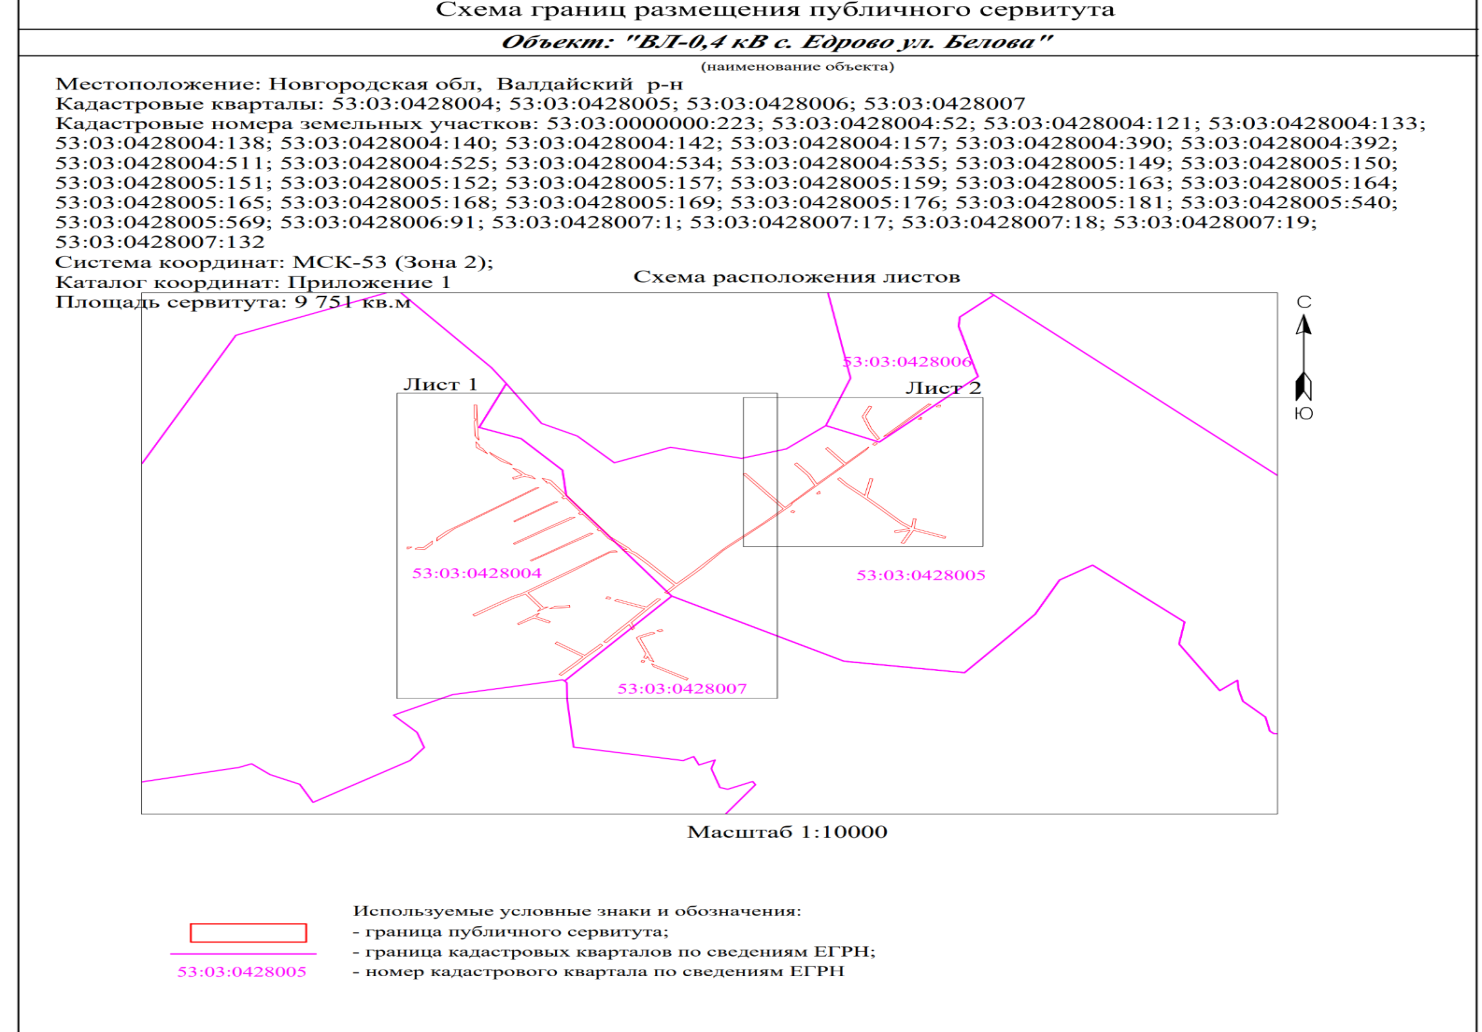 Схема границ размещения публичного сервитута
Объект: "ВЛ-0,4 кВ с. Едрово ул. Белова"
(наименование объекта)
Местоположение: Новгородская обл, Валдайский р-н
Кадастровые кварталы: 53:03:0428004; 53:03:0428005; 53:03:0428006; 53:03:0428007
Кадастровые номера земельных участков: 53:03:0000000:223; 53:03:0428004:52; 53:03:0428004:121; 53:03:0428004:133;
53:03:0428004:138; 53:03:0428004:140; 53:03:0428004:142; 53:03:0428004:157; 53:03:0428004:390; 53:03:0428004:392;
53:03:0428004:511; 53:03:0428004:525; 53:03:0428004:534; 53:03:0428004:535; 53:03:0428005:149; 53:03:0428005:150;
53:03:0428005:151; 53:03:0428005:152; 53:03:0428005:157; 53:03:0428005:159; 53:03:0428005:163; 53:03:0428005:164;
53:03:0428005:165; 53:03:0428005:168; 53:03:0428005:169; 53:03:0428005:176; 53:03:0428005:181; 53:03:0428005:540;
53:03:0428005:569; 53:03:0428006:91; 53:03:0428007:1; 53:03:0428007:17; 53:03:0428007:18; 53:03:0428007:19;
53:03:0428007:132
Система координат: МСК-53 (Зона 2);
Каталог координат: Приложение 1
Площадь сервитута: 9 751 кв.м
Схема расположения листов
С
Ю
53:03:0428006
Лист 1
Лист 2
53:03:0428004
53:03:0428005
53:03:0428007
Масштаб 1:10000
Используемые условные знаки и обозначения:
- граница публичного сервитута;
- граница кадастровых кварталов по сведениям ЕГРН;
53:03:0428005 - номер кадастрового квартала по сведениям ЕГРН